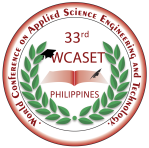 World Conference on Applied Science Engineering and Technology.
33rd
WCASET
PHILIPPINES